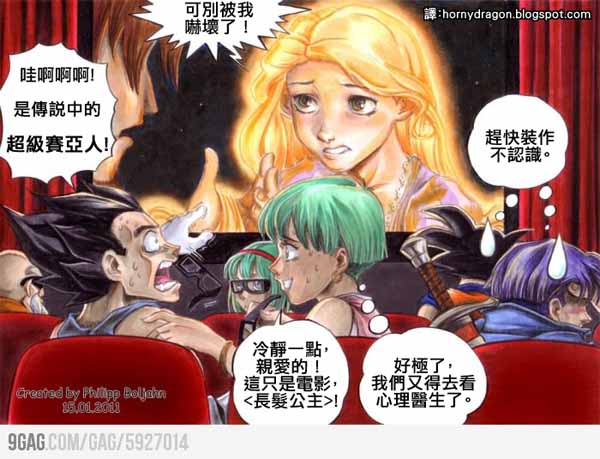 可別被我
嚇壞了！
譯:hornydragon.blogspot.com
哇啊啊啊!
是傳説中的
超級賽亞人!
趕快裝作
不認識。
冷靜一點，
親愛的！
這只是電影，
<長髮公主>!
好極了，
我們又得去看
心理醫生了。
Created by Philipp Boljahn
15.01.2011
9GAG.COM/GAG/5927014